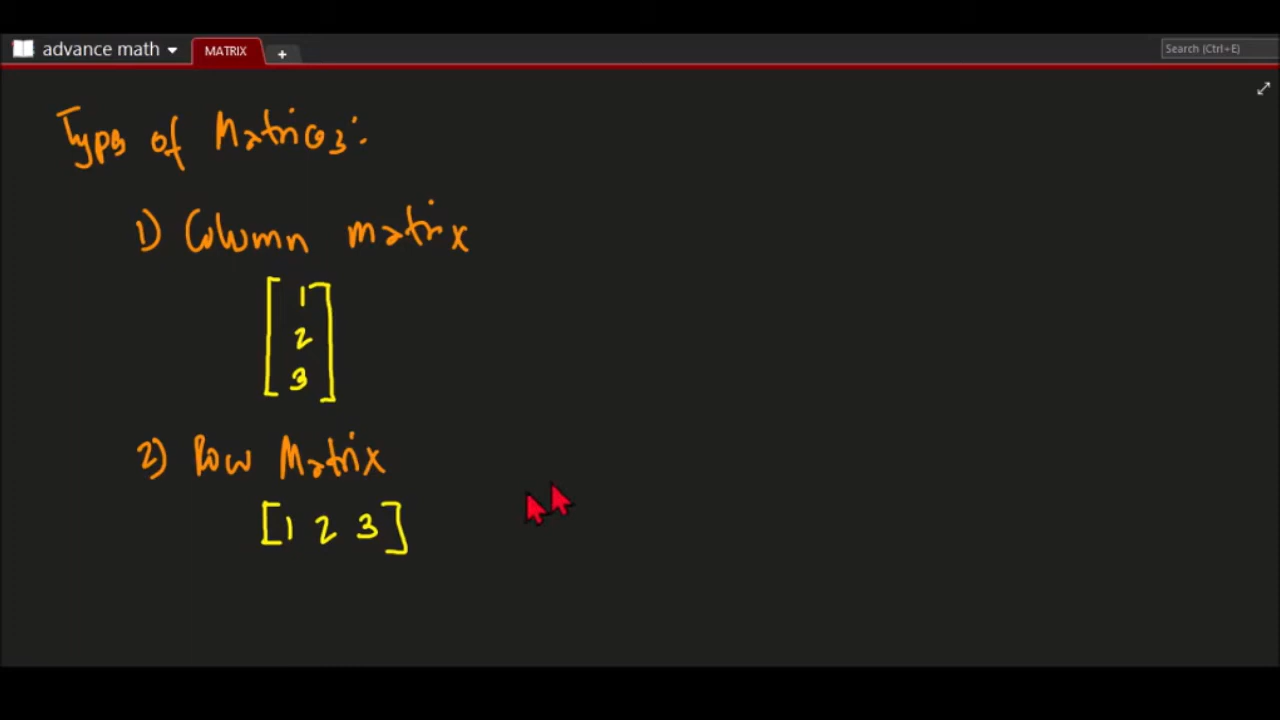 advance math
MATRIX
+
Search (Ctrl+E)
Types of Matrices:
1) Column matrix
1
2
3
2) Row Matrix
[1 2 3]